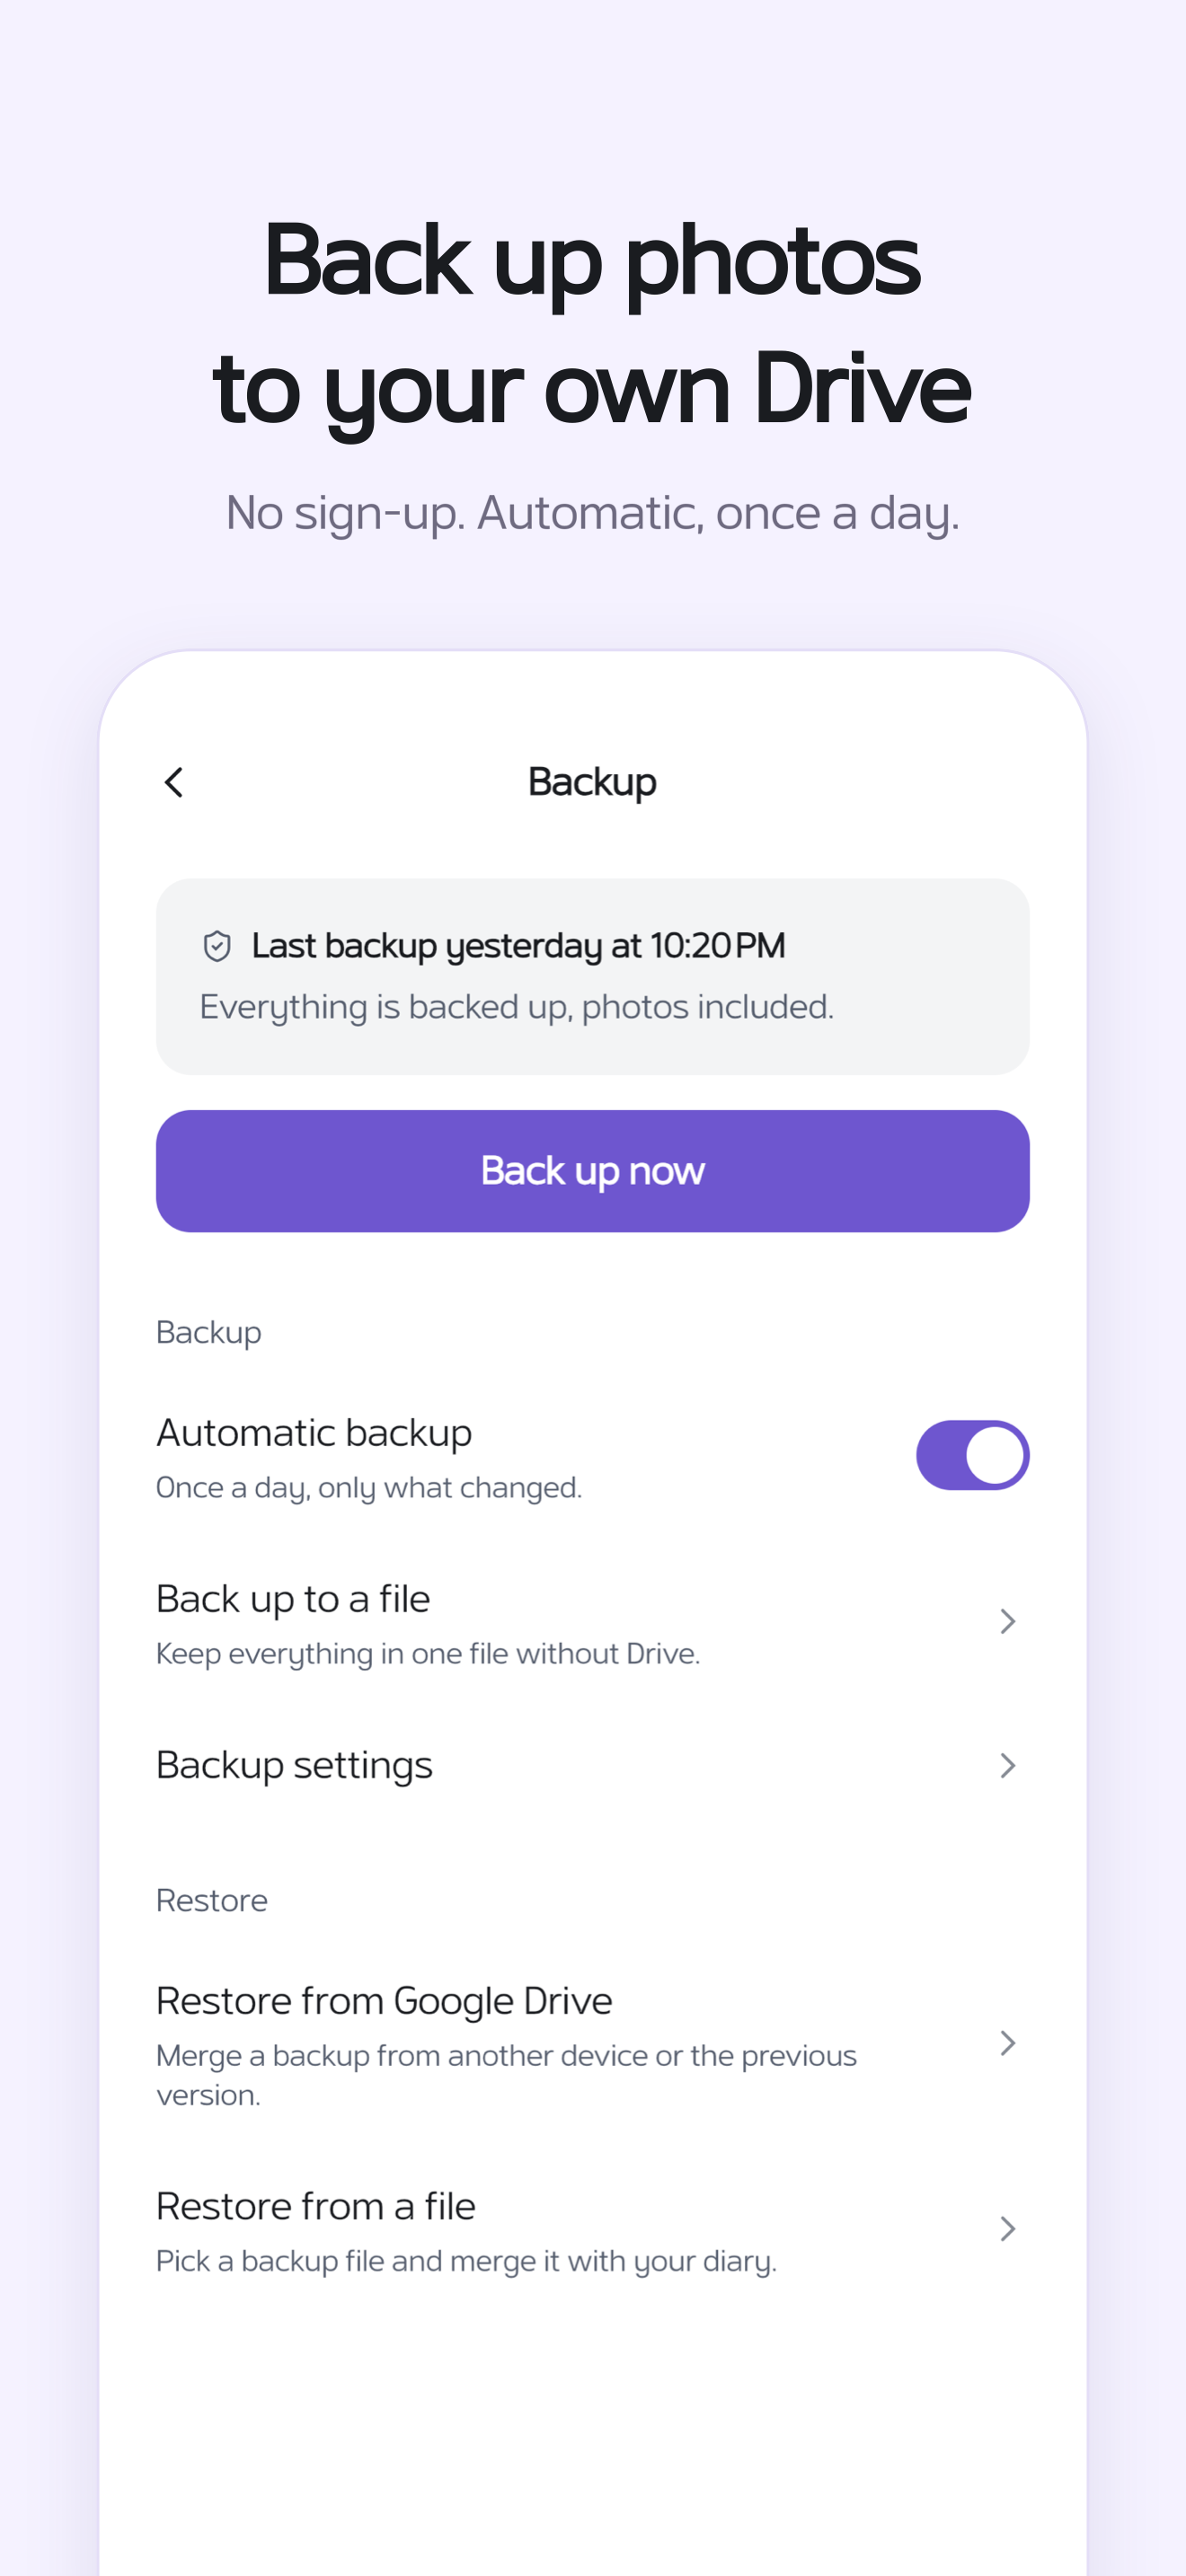 Back up photos
to your own Drive
No sign-up. Automatic, once a day.
Backup
Last backup yesterday at 10:20 PM
Everything is backed up, photos included.
Back up now
Backup
Automatic backup
Once a day, only what changed.
Back up to a file
Keep everything in one file without Drive.
Backup settings
Restore
Restore from Google Drive
Merge a backup from another device or the previous
version.
Restore from a file
Pick a backup file and merge it with your diary.